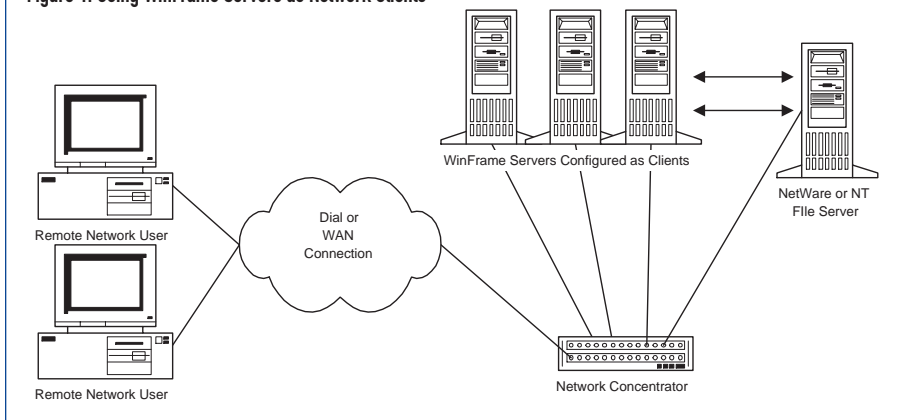 Figure 1. Using WinFrame Servers as Network Clients
WinFrame Servers Configured as Clients
NetWare or NT
FIle Server
Remote Network User
Dial or
WAN
Connection
Remote Network User
Network Concentrator